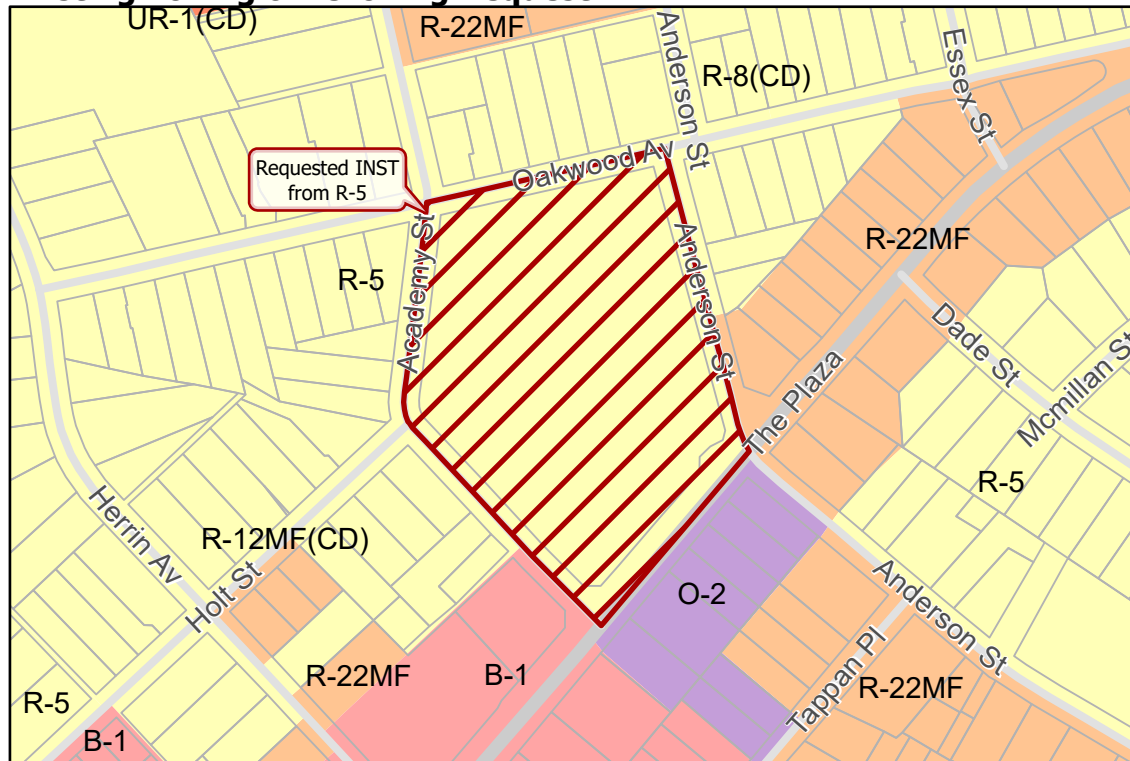 UR-1(CD)
R-22MF
Anderson St
R-8(CD)
Essex St
Requested INST
from R-5
Oakwood Av
R-22MF
R-5
Academy St
Anderson St
Dade St
Mcmillan St
The Plaza
R-5
Herrin Av
R-12MF(CD)
Holt St
O-2
Anderson St
R-22MF
B-1
Tappan Pl
R-22MF
R-5
B-1